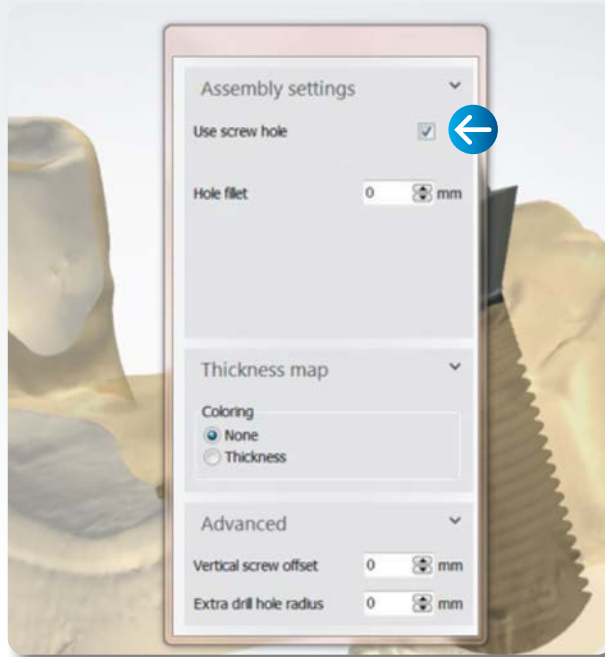 Assembly settings
Use screw hole
Hole fillet 0 mm
Thickness map
Coloring
None
Thickness
Advanced
Vertical screw offset 0 mm
Extra drill hole radius 0 mm